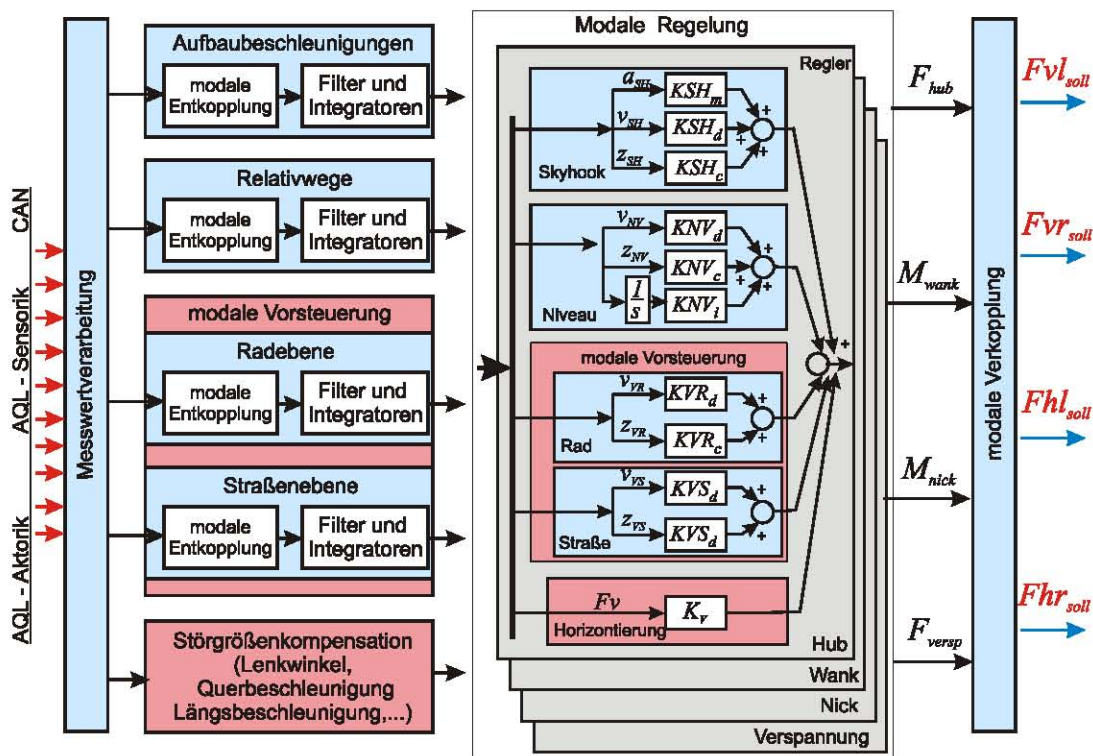 CAN
AQL - Sensorik
AQL - Aktorik
Messwertverarbeitung
Aufbaubeschleunigungen
modale
Entkopplung
Filter und
Integratoren
Relativwege
modale
Entkopplung
Filter und
Integratoren
modale Vorsteuerung
Radebene
modale
Entkopplung
Filter und
Integratoren
Straßenebene
modale
Entkopplung
Filter und
Integratoren
Störgrößenkompensation
(Lenkwinkel,
Querbeschleunigung
Längsbeschleunigung,...)
Modale Regelung
Regler
a_SH
KSH_m
+
v_SH
KSH_d
+
z_SH
KSH_c
+
Skyhook
v_NV
KNV_d
+
z_NV
KNV_c
+
1/s
KNV_i
+
Niveau
+
modale Vorsteuerung
v_VR
KVR_d
+
z_VR
KVR_c
+
Rad
v_VS
KVS_d
+
z_VS
KVS_d
+
Straße
Fv
K_v
Horizontierung
Hub
Wank
Nick
Verspannung
F_hub
M_wank
M_nick
F_versp
modale Verkopplung
Fvl_soll
Fvr_soll
Fhl_soll
Fhr_soll